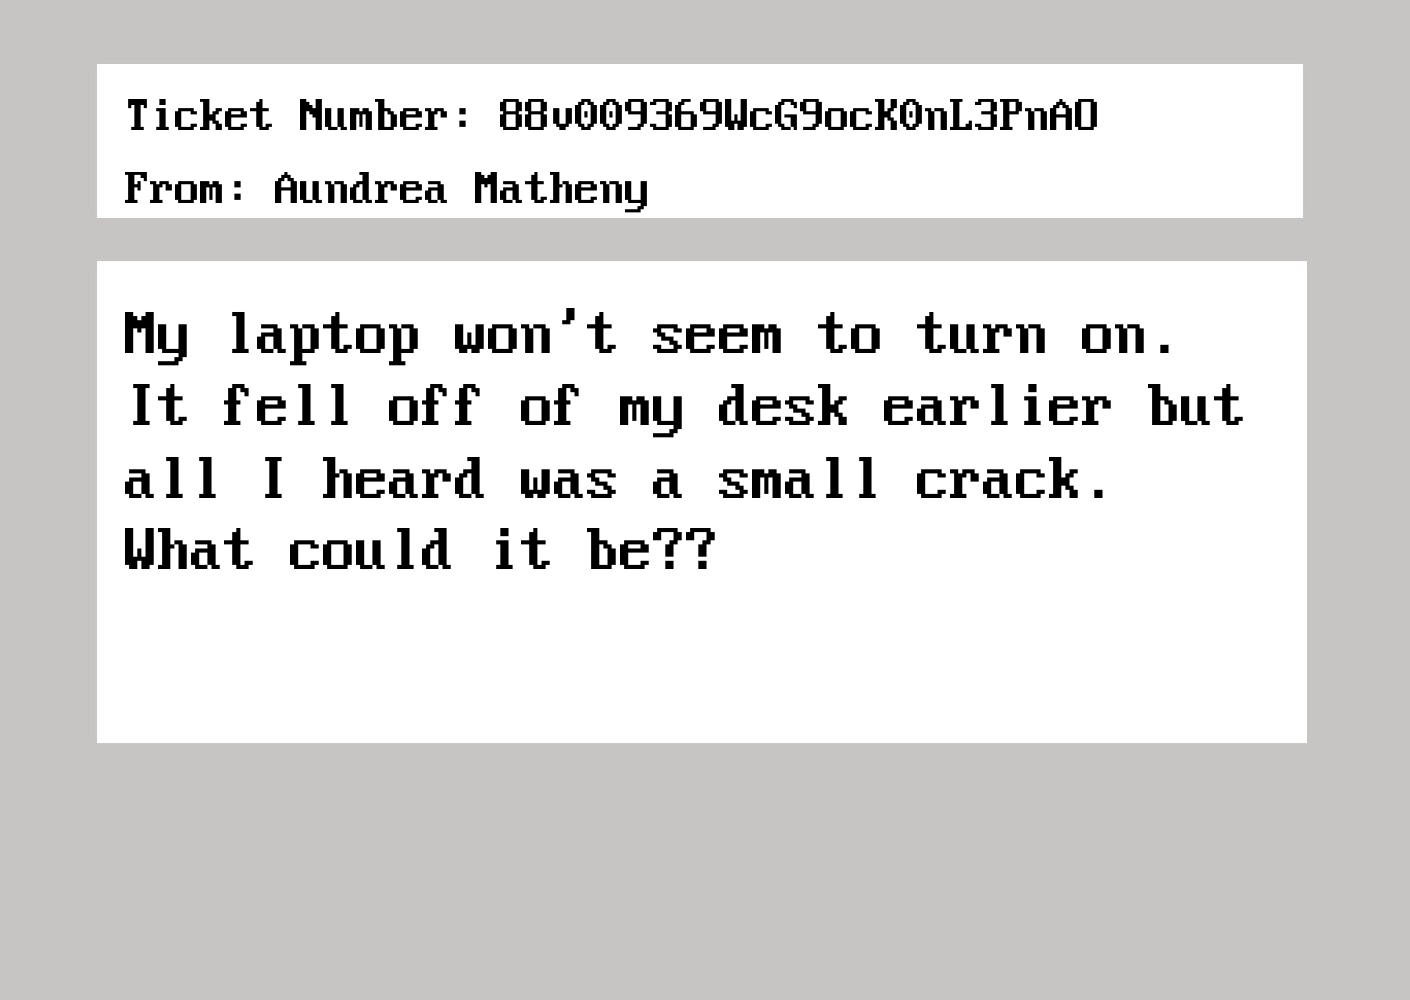 Ticket Number: 88v009369WcG9ocK0nL3PnAO
From: Aundrea Matheny
My laptop won't seem to turn on.
It fell off of my desk earlier but
all I heard was a small crack.
What could it be??